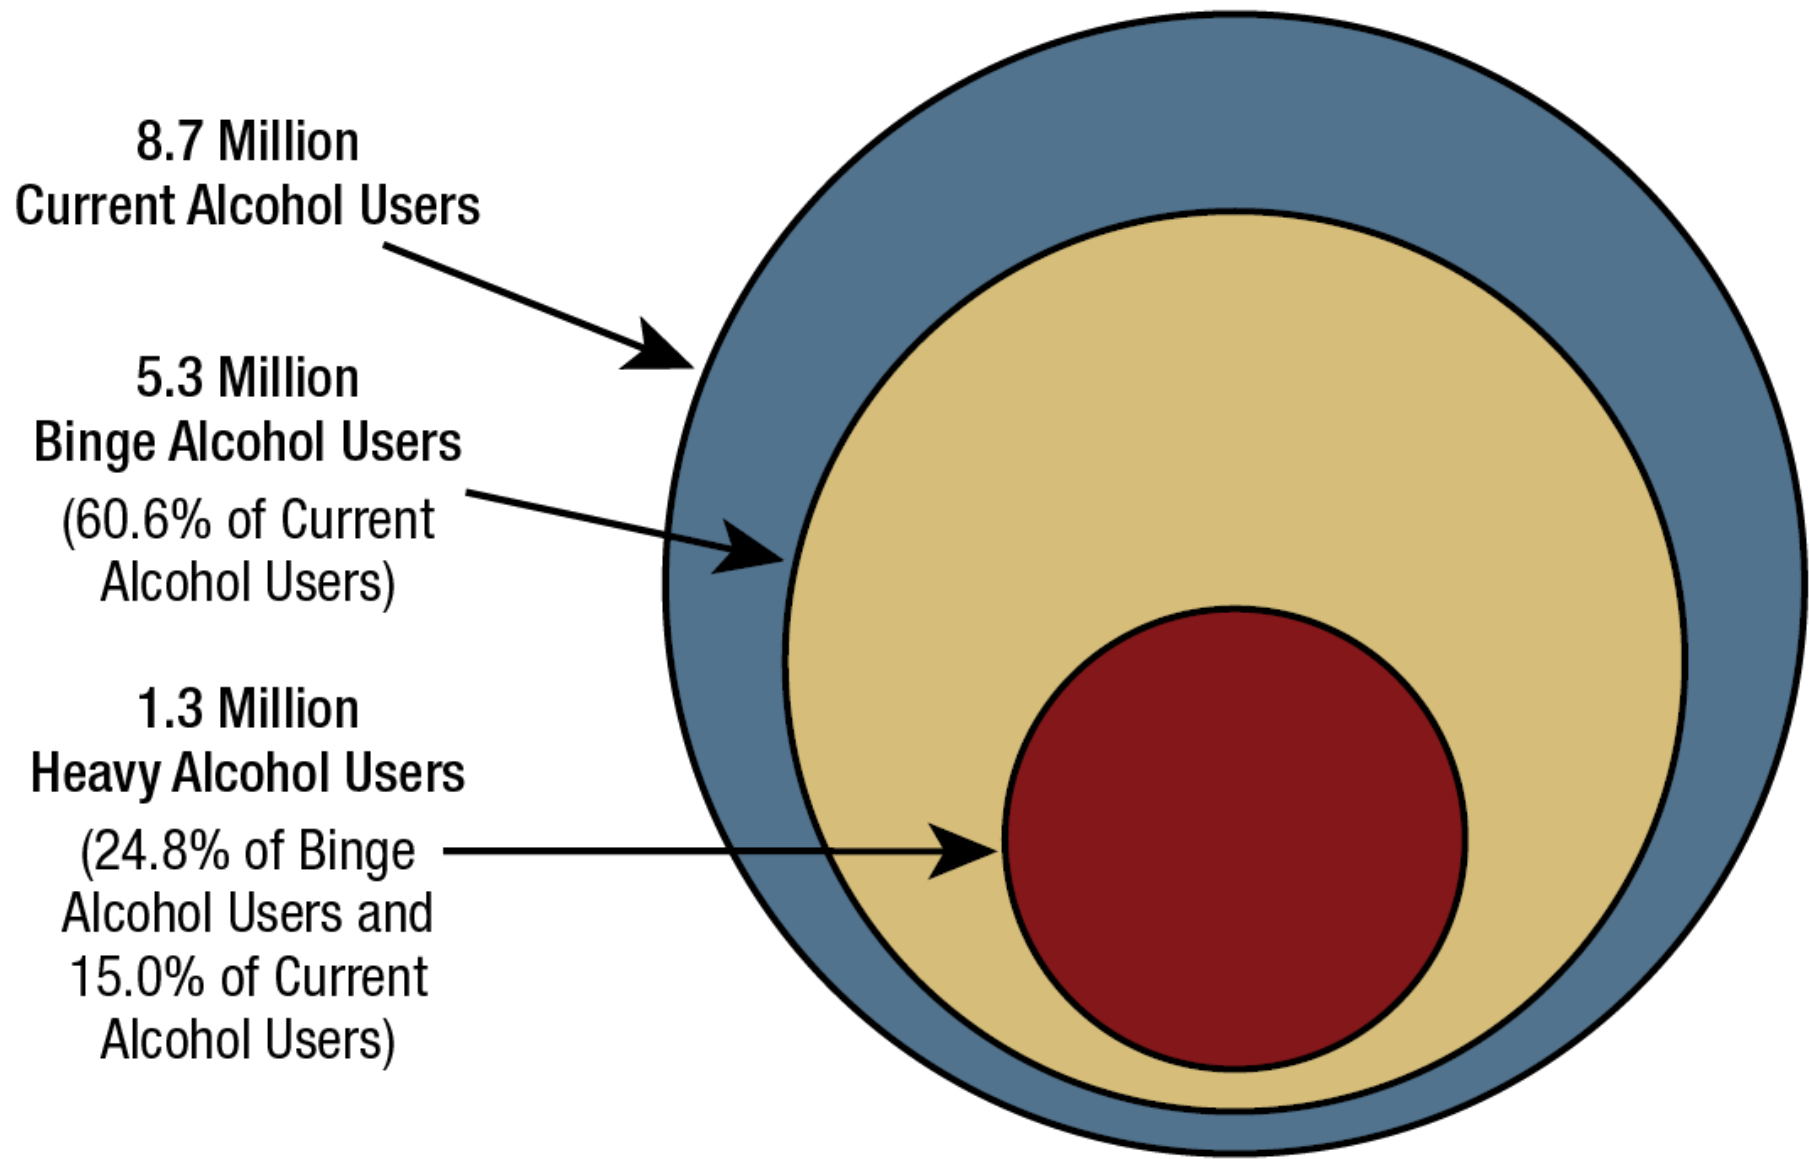 8.7 Million
Current Alcohol Users
5.3 Million
Binge Alcohol Users
(60.6% of Current
Alcohol Users)
1.3 Million
Heavy Alcohol Users
(24.8% of Binge
Alcohol Users and
15.0% of Current
Alcohol Users)